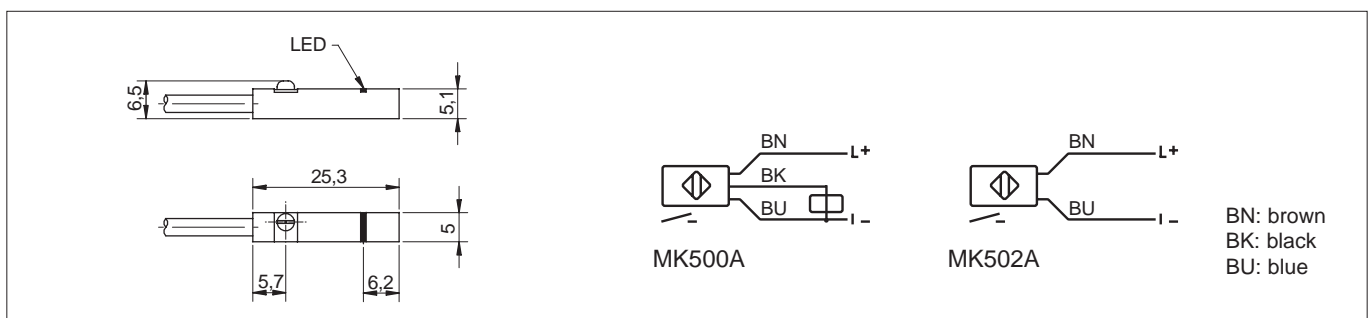 LED
6,5
5,1
25,3
5
5,7
6,2
BN
L+
BK
BU
L-
MK500A
BN
L+
BU
L-
MK502A
BN: brown
BK: black
BU: blue